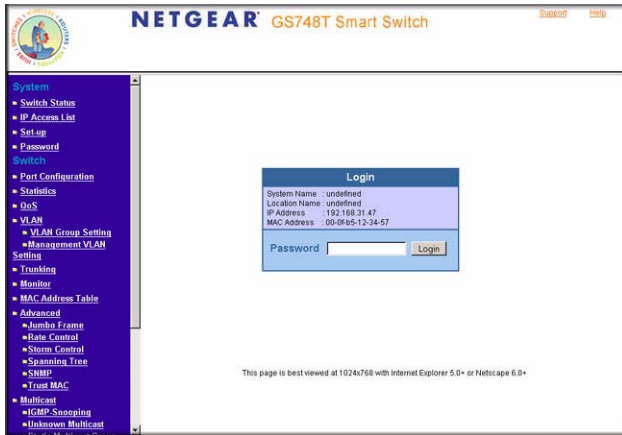 NETGEAR GS748T Smart Switch
Support Help
System
Switch Status
IP Access List
Set-up
Password
Switch
Port Configuration
Statistics
QoS
VLAN
VLAN Group Setting
Management VLAN
Setting
Trunking
Monitor
MAC Address Table
Advanced
Jumbo Frame
Rate Control
Storm Control
Spanning Tree
SNMP
Trust MAC
Multicast
IGMP-Snooping
Unknown Multicast
Login
System Name : undefined
Location Name : undefined
IP Address : 192.168.31.47
MAC Address : 00-0f-b5-12-34-57
Password Login
This page is best viewed at 1024x768 with Internet Explorer 5.0+ or Netscape 6.0+